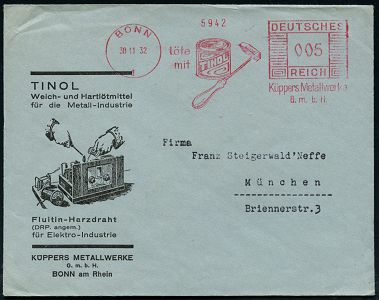 5942
BONN
30.11.32
löte
mit
TINOL
DEUTSCHES
005
REICH
Küppers Metallwerke
G. m. b. H.
TINOL
Weich- und Hartlötmittel
für die Metall-Industrie
Firma
Franz Steigerwald'Neffe
München
Briennerstr.3
Fluitin-Harzdraht
(DRP. angem.)
für Elektro-Industrie
KÜPPERS METALLWERKE
G. m. b. H.
BONN am Rhein